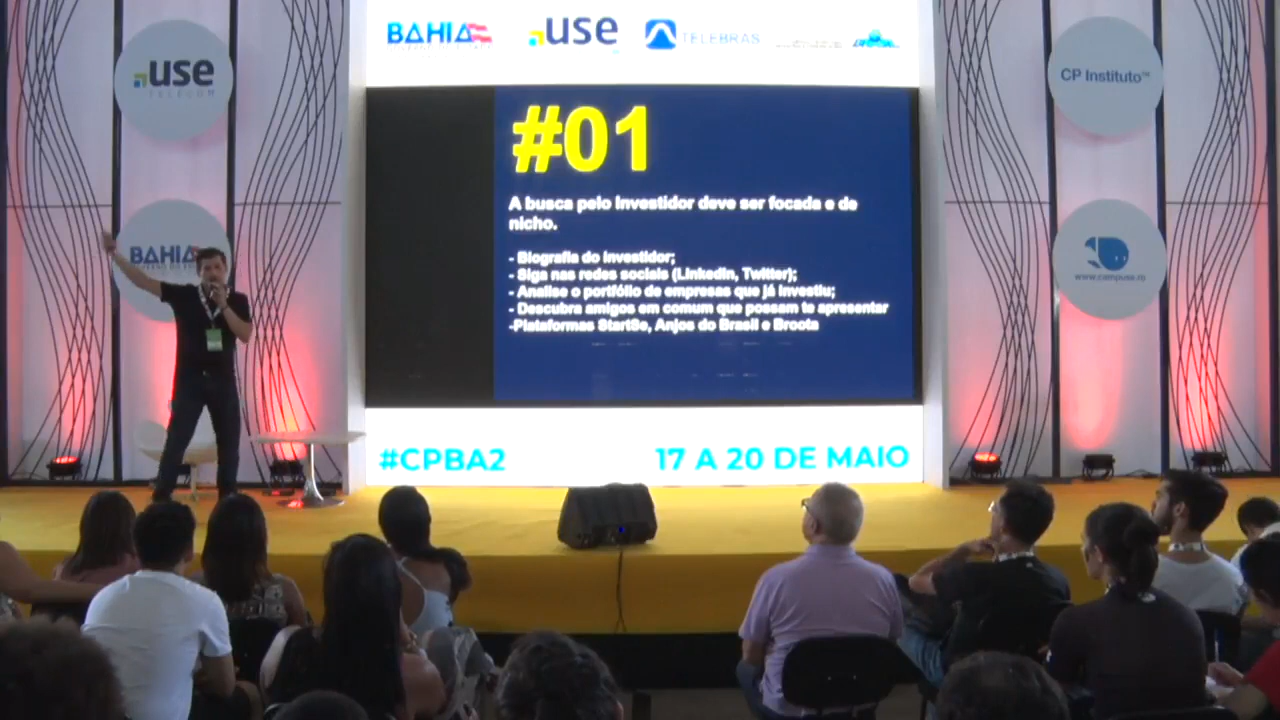 BAHIA
use
TELEBRAS
use
TELECOM
CP Instituto™
#01
A busca pelo investidor deve ser focada e de
nicho.
- Biografia do investidor;
- Siga nas redes sociais (Linkedin, Twitter);
- Analise o portfólio de empresas que já investiu;
- Descubra amigos em comum que possam te apresentar
-Plataformas StartSe, Anjos do Brasil e Broota
BAHIA
www.campuse.ro
#CPBA2
17 A 20 DE MAIO